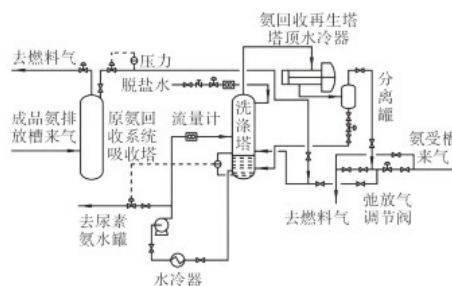 氨回收再生塔
塔顶水冷器
去燃料气
压力
脱盐水
分离罐
成品氨排
放槽来气
原氨回
收系统
吸收塔
流量计
洗涤塔
氨受槽
来气
去尿素
氨水罐
去燃料气
弛放气
调节阀
水冷器